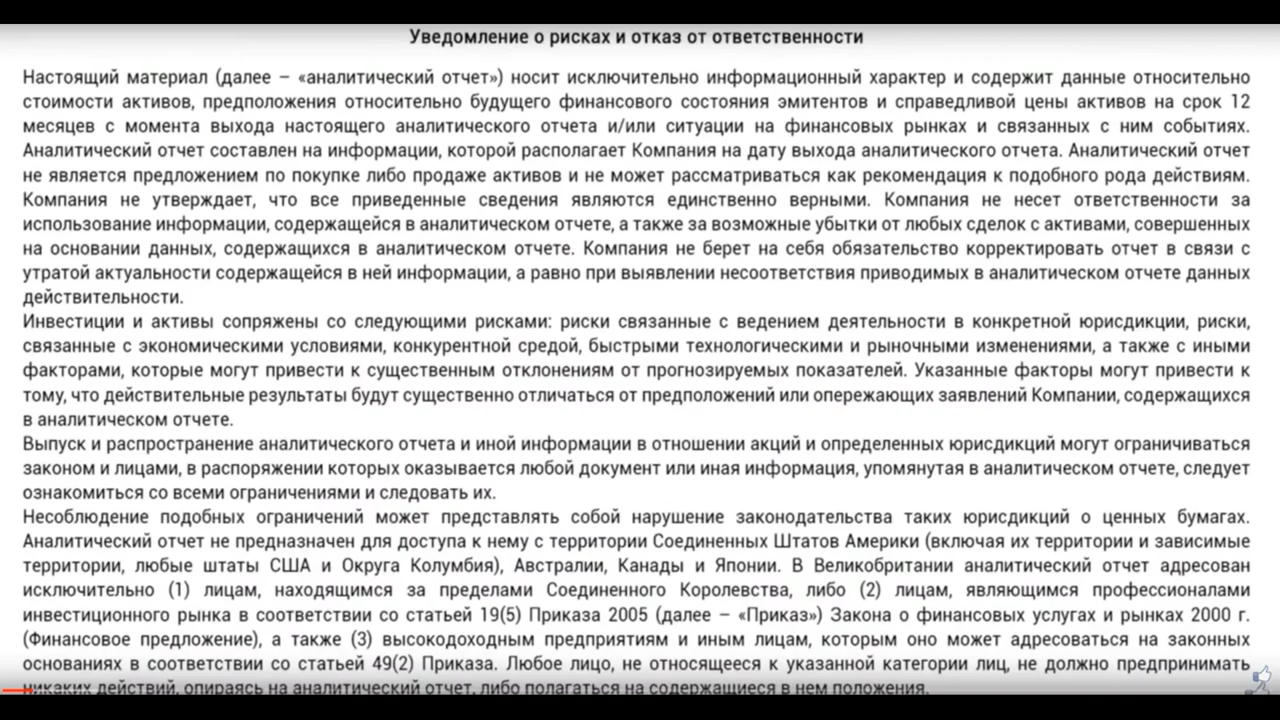 Уведомление о рисках и отказ от ответственности
Настоящий материал (далее – «аналитический отчет») носит исключительно информационный характер и содержит данные относительно
стоимости активов, предположения относительно будущего финансового состояния эмитентов и справедливой цены активов на срок 12
месяцев с момента выхода настоящего аналитического отчета и/или ситуации на финансовых рынках и связанных с ним событиях.
Аналитический отчет составлен на информации, которой располагает Компания на дату выхода аналитического отчета. Аналитический отчет
не является предложением по покупке либо продаже активов и не может рассматриваться как рекомендация к подобного рода действиям.
Компания не утверждает, что все приведенные сведения являются единственно верными. Компания не несет ответственности за
использование информации, содержащейся в аналитическом отчете, а также за возможные убытки от любых сделок с активами, совершенных
на основании данных, содержащихся в аналитическом отчете. Компания не берет на себя обязательство корректировать отчет в связи с
утратой актуальности содержащейся в ней информации, а равно при выявлении несоответствия приводимых в аналитическом отчете данных
действительности.
Инвестиции и активы сопряжены со следующими рисками: риски связанные с ведением деятельности в конкретной юрисдикции, риски,
связанные с экономическими условиями, конкурентной средой, быстрыми технологическими и рыночными изменениями, а также с иными
факторами, которые могут привести к существенным отклонениям от прогнозируемых показателей. Указанные факторы могут привести к
тому, что действительные результаты будут существенно отличаться от предположений или опережающих заявлений Компании, содержащихся
в аналитическом отчете.
Выпуск и распространение аналитического отчета и иной информации в отношении акций и определенных юрисдикций могут ограничиваться
законом и лицами, в распоряжении которых оказывается любой документ или иная информация, упомянутая в аналитическом отчете, следует
ознакомиться со всеми ограничениями и следовать их.
Несоблюдение подобных ограничений может представлять собой нарушение законодательства таких юрисдикций о ценных бумагах.
Аналитический отчет не предназначен для доступа к нему с территории Соединенных Штатов Америки (включая их территории и зависимые
территории, любые штаты США и Округа Колумбия), Австралии, Канады и Японии. В Великобритании аналитический отчет адресован
исключительно (1) лицам, находящимся за пределами Соединенного Королевства, либо (2) лицам, являющимся профессионалами
инвестиционного рынка в соответствии со статьей 19(5) Приказа 2005 (далее – «Приказ») Закона о финансовых услугах и рынках 2000 г.
(Финансовое предложение), а также (3) высокодоходным предприятиям и иным лицам, которым оно может адресоваться на законных
основаниях в соответствии со статьей 49(2) Приказа. Любое лицо, не относящееся к указанной категории лиц, не должно предпринимать
никаких действий, опираясь на аналитический отчет, либо полагаться на содержащиеся в нем положения.